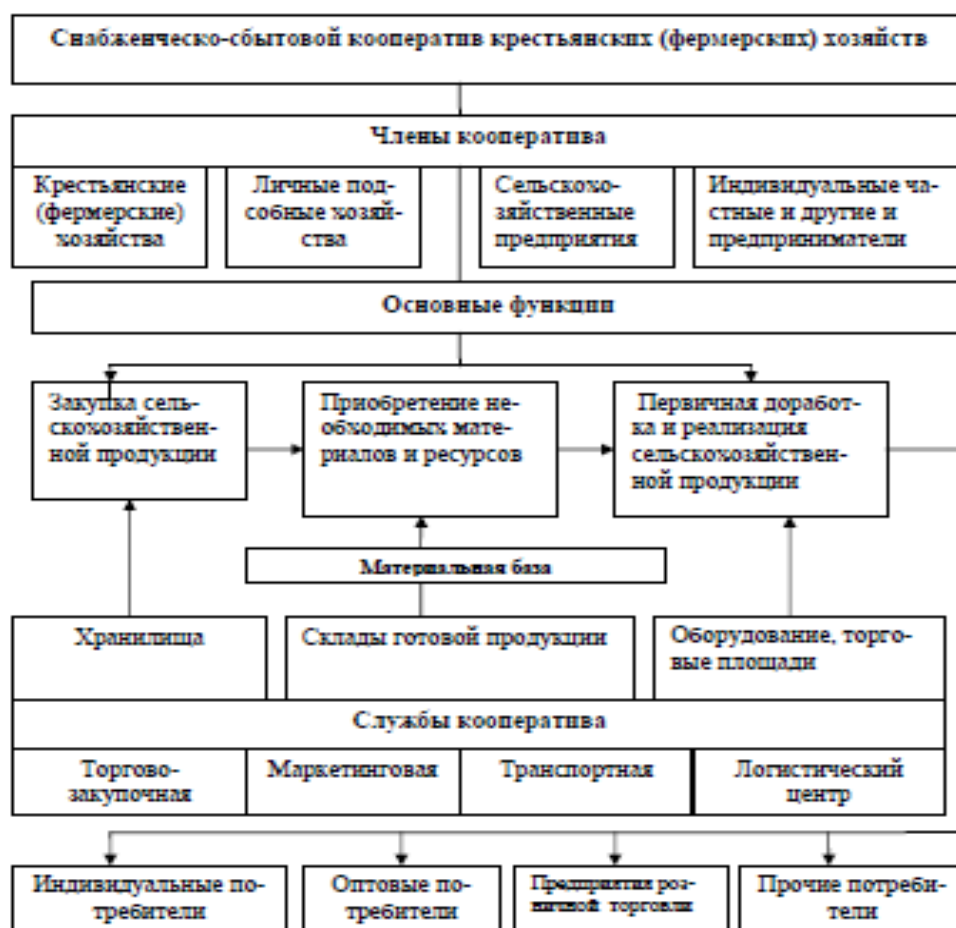 Снабженческо-сбытовой кооператив крестьянских (фермерских) хозяйств
Члены кооператива
Крестьянские
(фермерские)
хозяйства
Личные под-
собные хозяй-
ства
Сельскохо-
зяйственные
предприятия
Индивидуальные ча-
стные и другие и
предприниматели
Основные функции
Закупка сель-
скохозяйствен-
ной продукции
Приобретение не-
обходимых мате-
риалов и ресурсов
Первичная доработ-
ка и реализация
сельскохозяйствен-
ной продукции
Материальная база
Хранилища
Склады готовой продукции
Оборудование, торго-
вые площади
Службы кооператива
Торгово-
закупочная
Маркетинговая
Транспортная
Логистический
центр
Индивидуальные по-
требители
Оптовые по-
требители
Предприятия роз-
ничной торговли
Прочие потреби-
тели